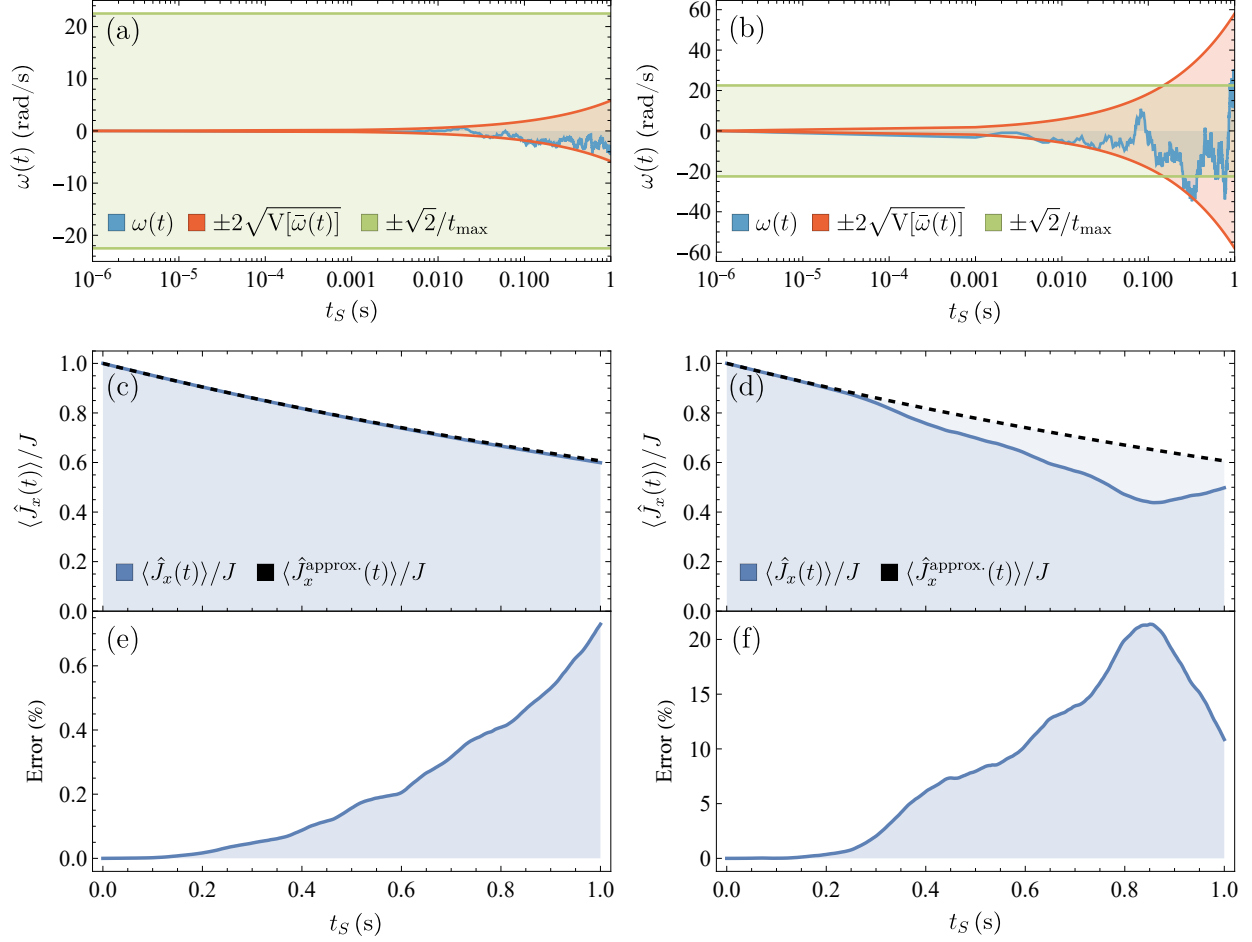 (a)
ω(t) (rad/s)
20
10
0
−10
−20
ω(t) ±2√V[ω̄(t)] ±√2/t_max
10⁻⁶ 10⁻⁵ 10⁻⁴ 0.001 0.010 0.100 1
t_S (s)
(b)
ω(t) (rad/s)
60
40
20
0
−20
−40
−60
ω(t) ±2√V[ω̄(t)] ±√2/t_max
10⁻⁶ 10⁻⁵ 10⁻⁴ 0.001 0.010 0.100 1
t_S (s)
(c)
⟨Ĵ_x(t)⟩/J
1.0
0.8
0.6
0.4
0.2
0.0
⟨Ĵ_x(t)⟩/J ⟨Ĵ_x^approx.(t)⟩/J
(d)
⟨Ĵ_x(t)⟩/J
1.0
0.8
0.6
0.4
0.2
0.0
⟨Ĵ_x(t)⟩/J ⟨Ĵ_x^approx.(t)⟩/J
(e)
Error (%)
0.6
0.4
0.2
0.0
0.0 0.2 0.4 0.6 0.8 1.0
t_S (s)
(f)
Error (%)
20
15
10
5
0
0.0 0.2 0.4 0.6 0.8 1.0
t_S (s)